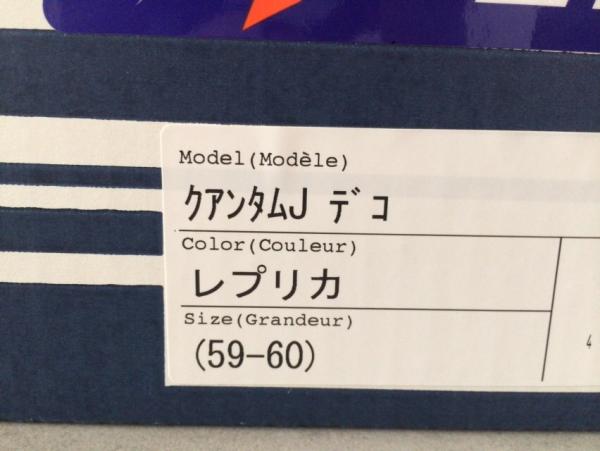 Model(Modèle)
ｸｱﾝﾀﾑJ ﾃﾞｺ
Color(Couleur)
レプリカ
Size(Grandeur)
(59-60)
4